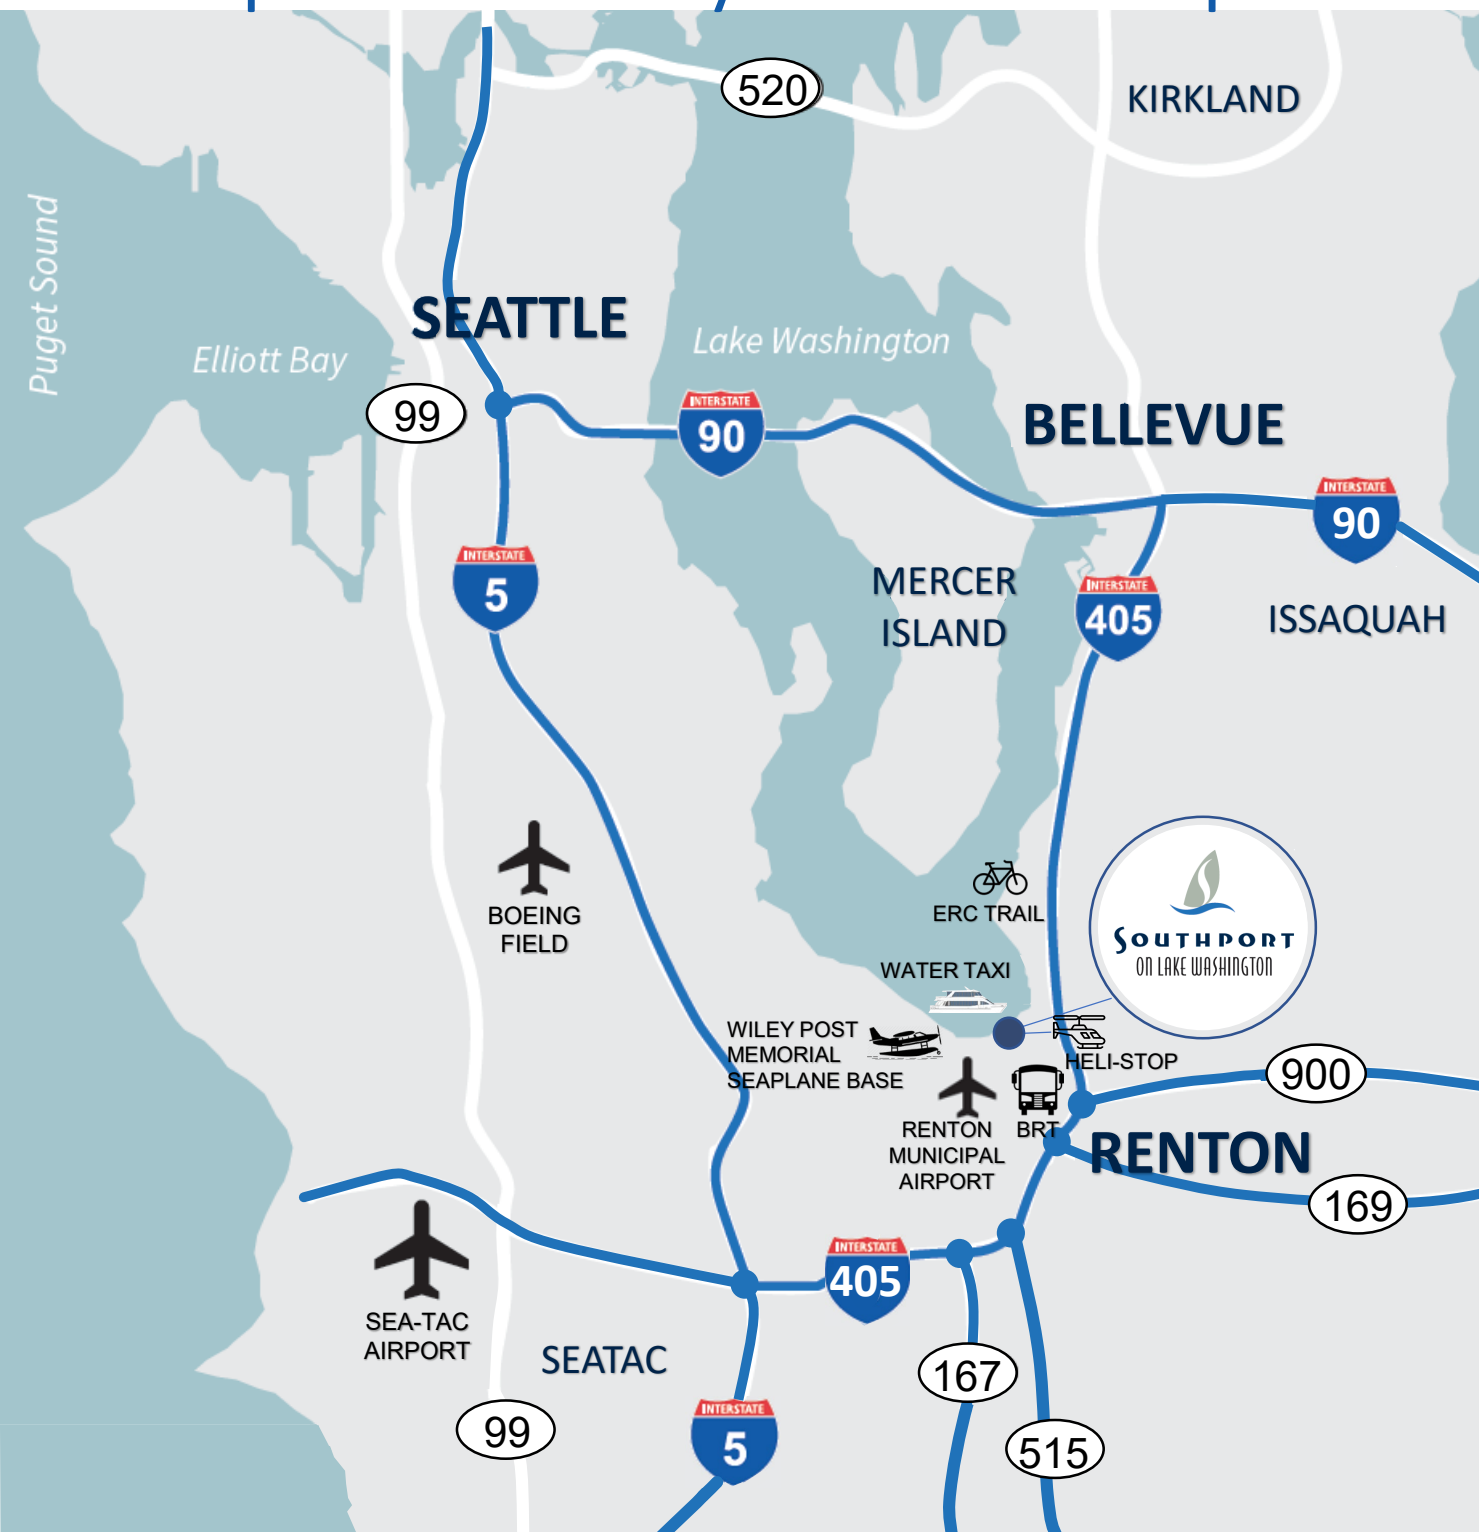 520
KIRKLAND
Puget Sound
SEATTLE
Elliott Bay
Lake Washington
99
INTERSTATE
90
BELLEVUE
INTERSTATE
90
INTERSTATE
5
MERCER
ISLAND
INTERSTATE
405
ISSAQUAH
BOEING
FIELD
ERC TRAIL
SOUTHPORT
ON LAKE WASHINGTON
WATER TAXI
WILEY POST
MEMORIAL
SEAPLANE BASE
HELI-STOP
900
RENTON
MUNICIPAL
AIRPORT
BRT
RENTON
169
INTERSTATE
405
SEA-TAC
AIRPORT
SEATAC
167
99
INTERSTATE
5
515